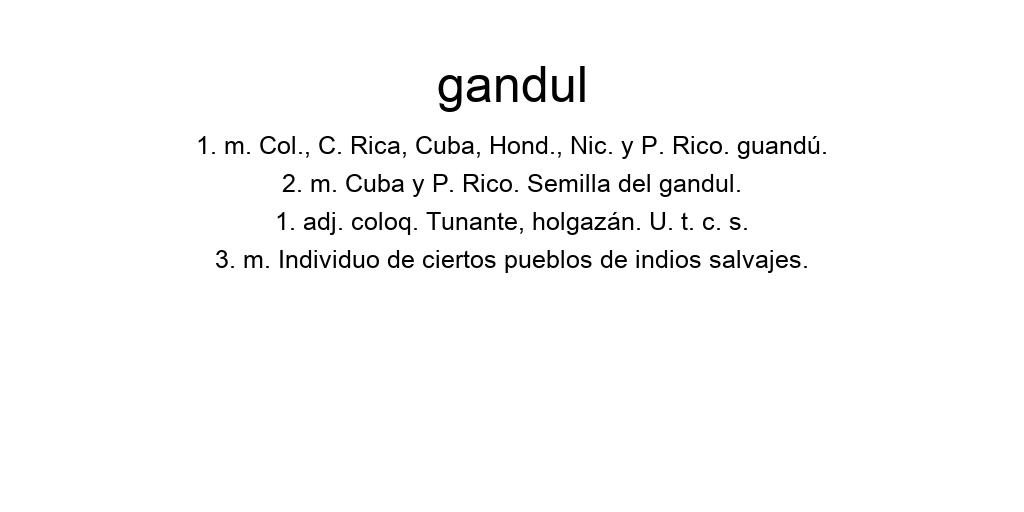 gandul
1. m. Col., C. Rica, Cuba, Hond., Nic. y P. Rico. guandú.
2. m. Cuba y P. Rico. Semilla del gandul.
1. adj. coloq. Tunante, holgazán. U. t. c. s.
3. m. Individuo de ciertos pueblos de indios salvajes.